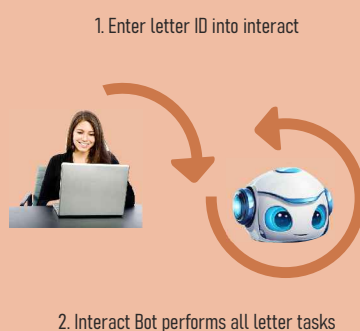 1. Enter letter ID into interact
2. Interact Bot performs all letter tasks